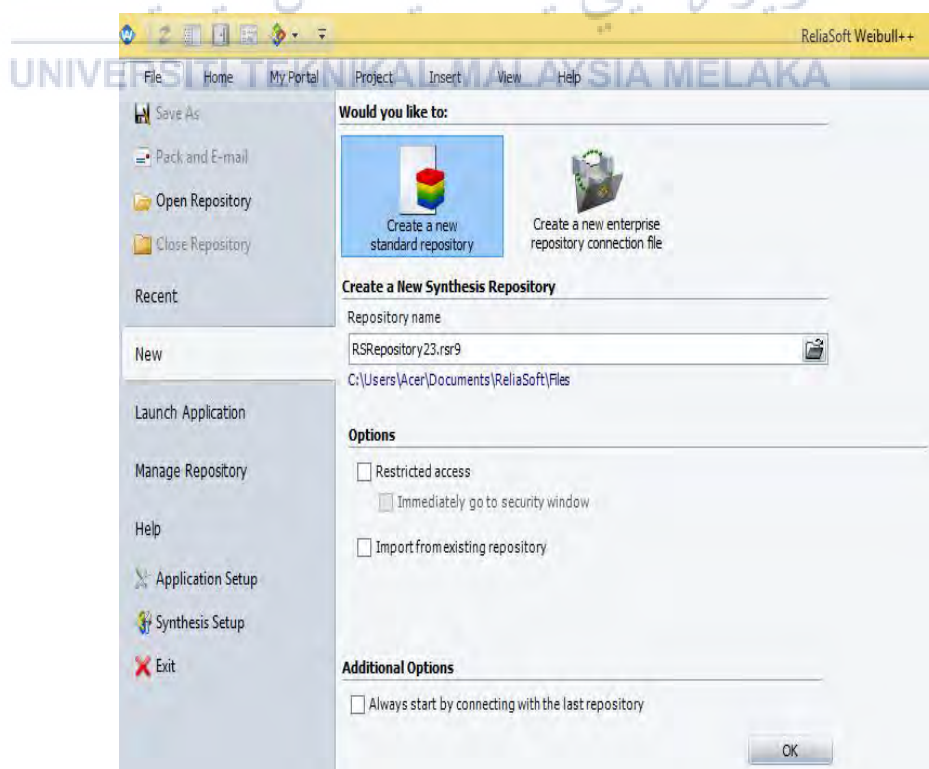 ReliaSoft Weibull++
UNIVERSITI TEKNIKAL MALAYSIA MELAKA
File Home My Portal Project Insert View Help
Save As
Pack and E-mail
Open Repository
Close Repository
Recent
New
Launch Application
Manage Repository
Help
Application Setup
Synthesis Setup
Exit
Would you like to:
Create a new
standard repository
Create a new enterprise
repository connection file
Create a New Synthesis Repository
Repository name
RSRepository23.rsr9
C:\Users\Acer\Documents\ReliaSoft\Files
Options
Restricted access
Immediately go to security window
Import from existing repository
Additional Options
Always start by connecting with the last repository
OK